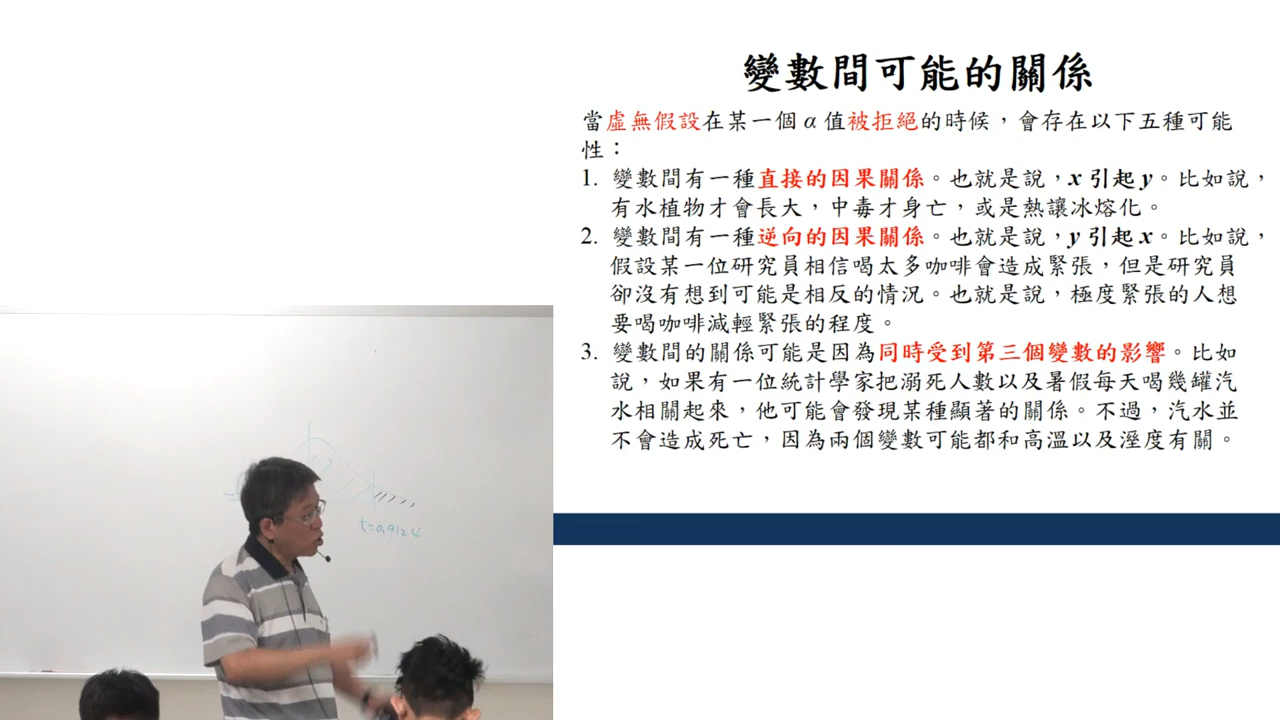 變數間可能的關係
當虛無假設在某一個 α 值被拒絕的時候，會存在以下五種可能
性：
1. 變數間有一種直接的因果關係。也就是說，x 引起 y。比如說，
有水植物才會長大，中毒才身亡，或是熱讓冰熔化。
2. 變數間有一種逆向的因果關係。也就是說，y 引起 x。比如說，
假設某一位研究員相信喝太多咖啡會造成緊張，但是研究員
卻沒有想到可能是相反的情況。也就是說，極度緊張的人想
要喝咖啡減輕緊張的程度。
3. 變數間的關係可能是因為同時受到第三個變數的影響。比如
說，如果有一位統計學家把溺死人數以及暑假每天喝幾罐汽
水相關起來，他可能會發現某種顯著的關係。不過，汽水並
不會造成死亡，因為兩個變數可能都和高溫以及溼度有關。
t=0.9124